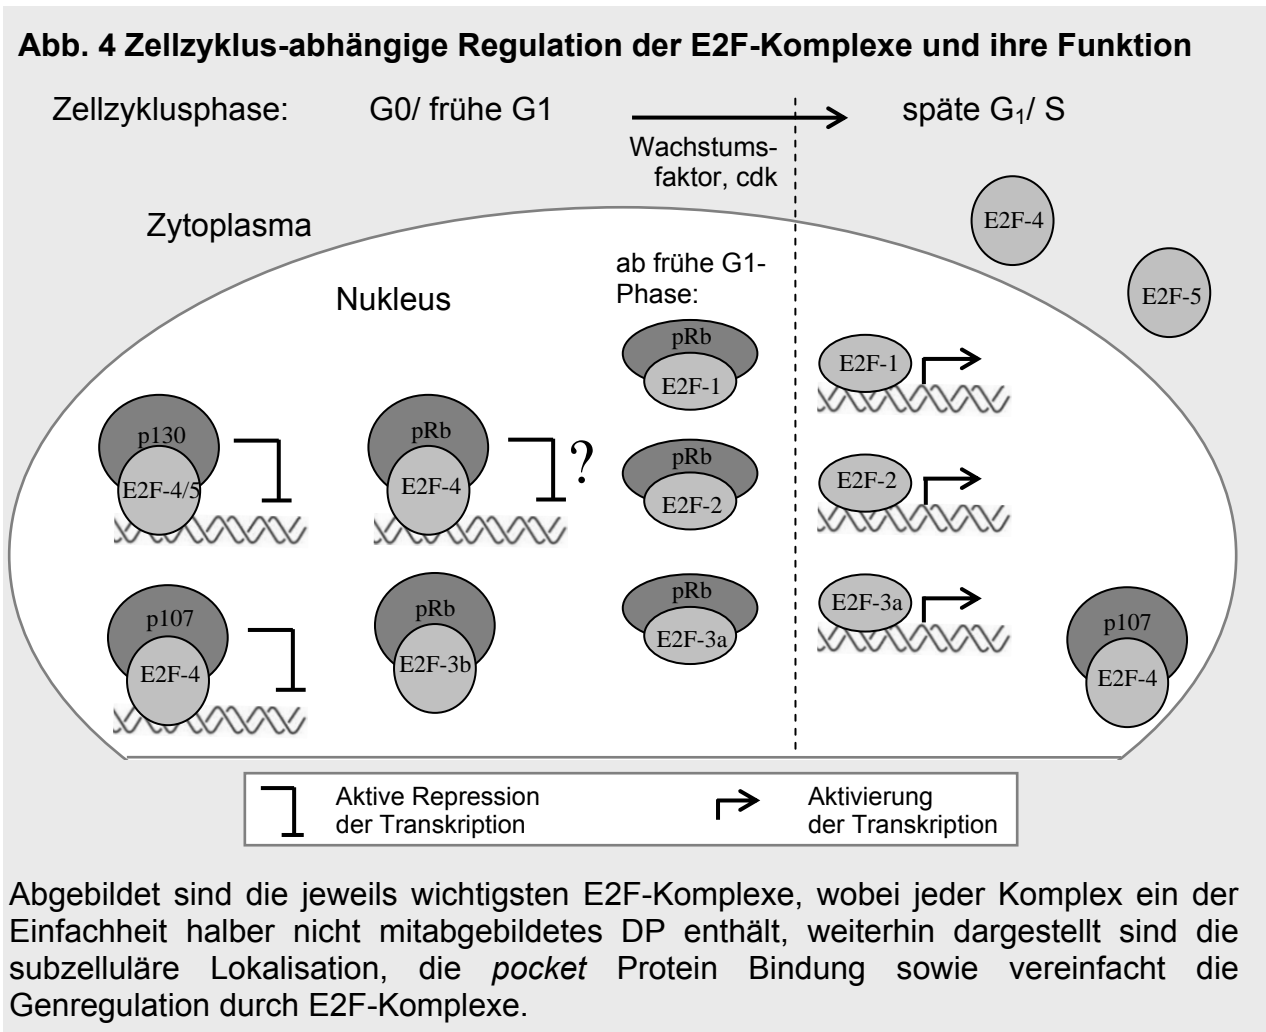 Abb. 4 Zellzyklus-abhängige Regulation der E2F-Komplexe und ihre Funktion
Zellzyklusphase: G0/ frühe G1 späte G₁/ S
Wachstums-
faktor, cdk
Zytoplasma
Nukleus
ab frühe G1-
Phase:
E2F-4
E2F-5
p130
E2F-4/5
pRb
E2F-4
?
pRb
E2F-1
pRb
E2F-2
pRb
E2F-3a
E2F-1
E2F-2
E2F-3a
p107
E2F-4
pRb
E2F-3b
p107
E2F-4
Aktive Repression
der Transkription
Aktivierung
der Transkription
Abgebildet sind die jeweils wichtigsten E2F-Komplexe, wobei jeder Komplex ein der
Einfachheit halber nicht mitabgebildetes DP enthält, weiterhin dargestellt sind die
subzelluläre Lokalisation, die pocket Protein Bindung sowie vereinfacht die
Genregulation durch E2F-Komplexe.